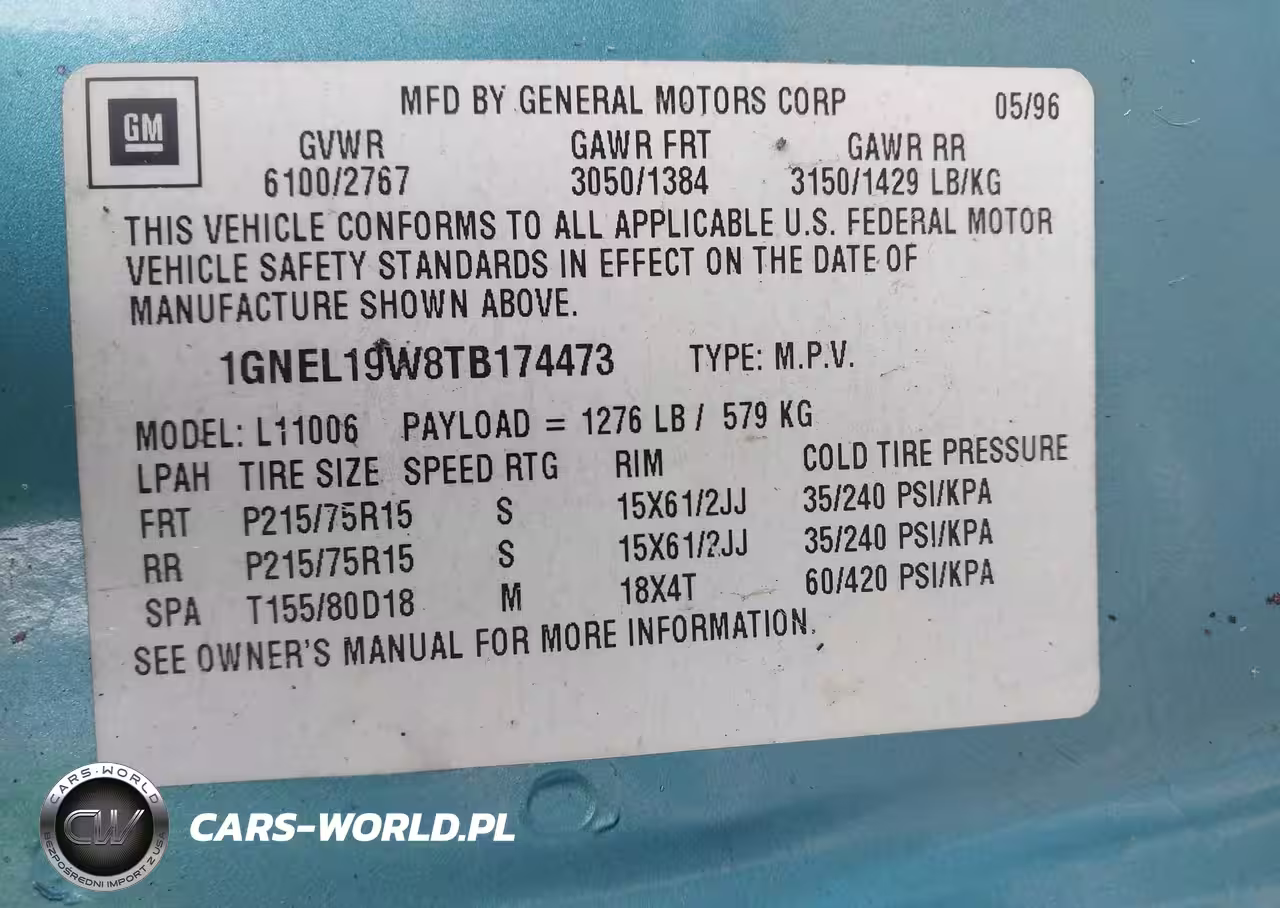 GM
MFD BY GENERAL MOTORS CORP 05/96
GVWR GAWR FRT GAWR RR
6100/2767 3050/1384 3150/1429 LB/KG
THIS VEHICLE CONFORMS TO ALL APPLICABLE U.S. FEDERAL MOTOR
VEHICLE SAFETY STANDARDS IN EFFECT ON THE DATE OF
MANUFACTURE SHOWN ABOVE.
1GNEL19W8TB174473 TYPE: M.P.V.
MODEL: L11006 PAYLOAD = 1276 LB / 579 KG
LPAH TIRE SIZE SPEED RTG RIM COLD TIRE PRESSURE
FRT P215/75R15 S 15X61/2JJ 35/240 PSI/KPA
RR P215/75R15 S 15X61/2JJ 35/240 PSI/KPA
SPA T155/80D18 M 18X4T 60/420 PSI/KPA
SEE OWNER'S MANUAL FOR MORE INFORMATION.
CARS-WORLD
CW
BEZPOŚREDNI IMPORT Z USA
CARS-WORLD.PL